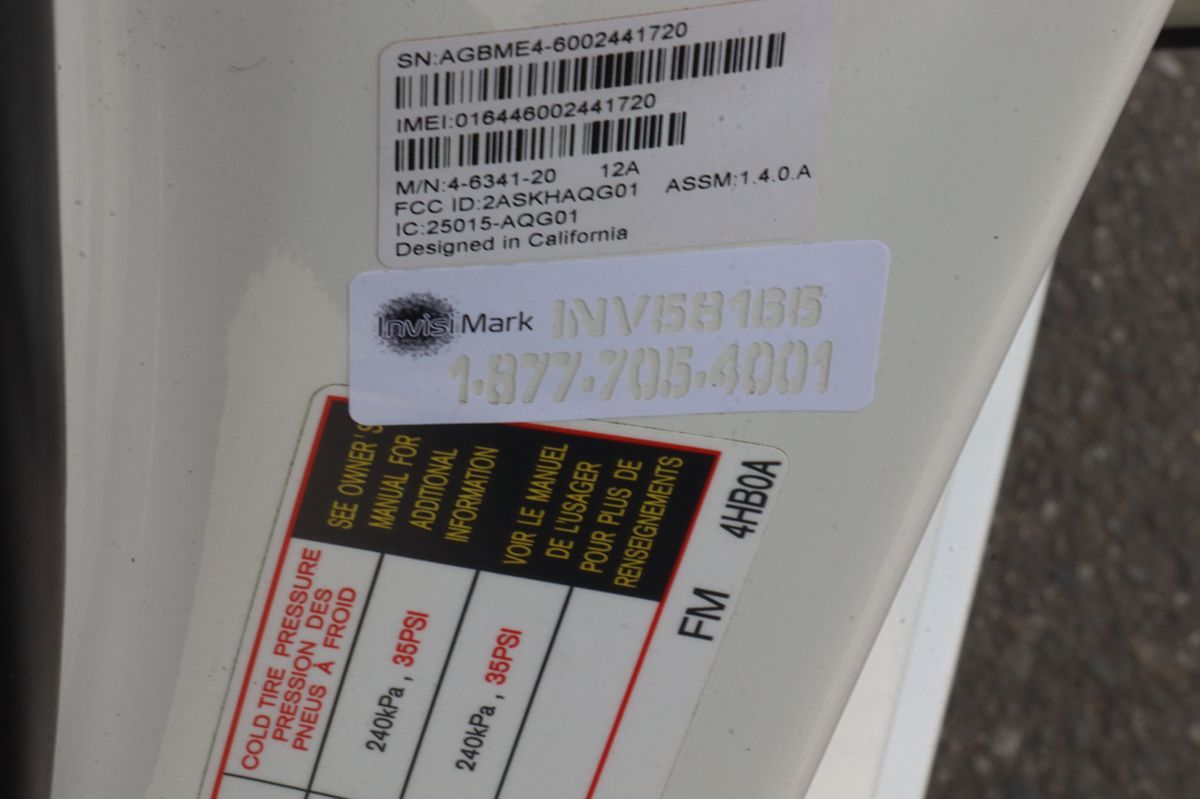 SN:AGBME4-6002441720
IMEI:016446002441720
M/N:4-6341-20 12A
FCC ID:2ASKHAQG01 ASSM:1.4.0.A
IC:25015-AQG01
Designed in California
InvisiMark INV58165
1-877-705-4001
SEE OWNER'S
MANUAL FOR
ADDITIONAL
INFORMATION
VOIR LE MANUEL
DE L'USAGER
POUR PLUS DE
RENSEIGNEMENTS
COLD TIRE PRESSURE
PRESSION DES
PNEUS À FROID
240kPa, 35PSI
240kPa, 35PSI
FM 4HB0A